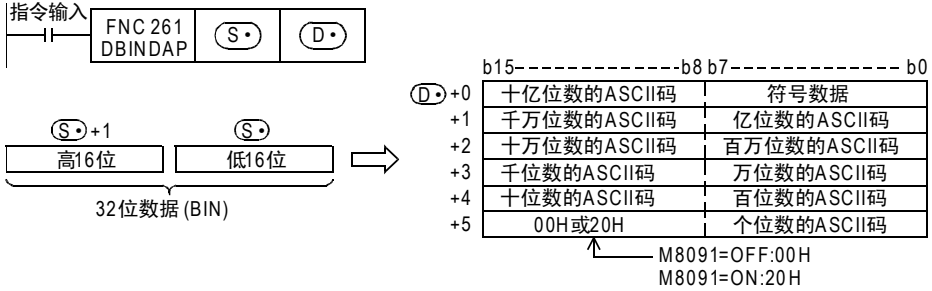 指令输入
FNC 261
DBINDAP
S•
D•
b15 b8 b7 b0
D• +0 十亿位数的ASCII码 符号数据
+1 千万位数的ASCII码 亿位数的ASCII码
+2 十万位数的ASCII码 百万位数的ASCII码
+3 千位数的ASCII码 万位数的ASCII码
+4 十位数的ASCII码 百位数的ASCII码
+5 00H或20H 个位数的ASCII码
M8091=OFF:00H
M8091=ON:20H
S• +1 S•
高16位 低16位
32位数据 (BIN)